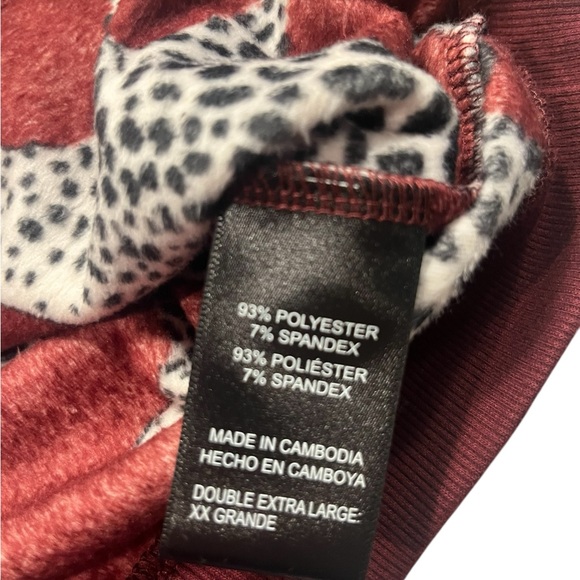 93% POLYESTER
7% SPANDEX
93% POLIÉSTER
7% SPANDEX
MADE IN CAMBODIA
HECHO EN CAMBOYA
DOUBLE EXTRA LARGE:
XX GRANDE